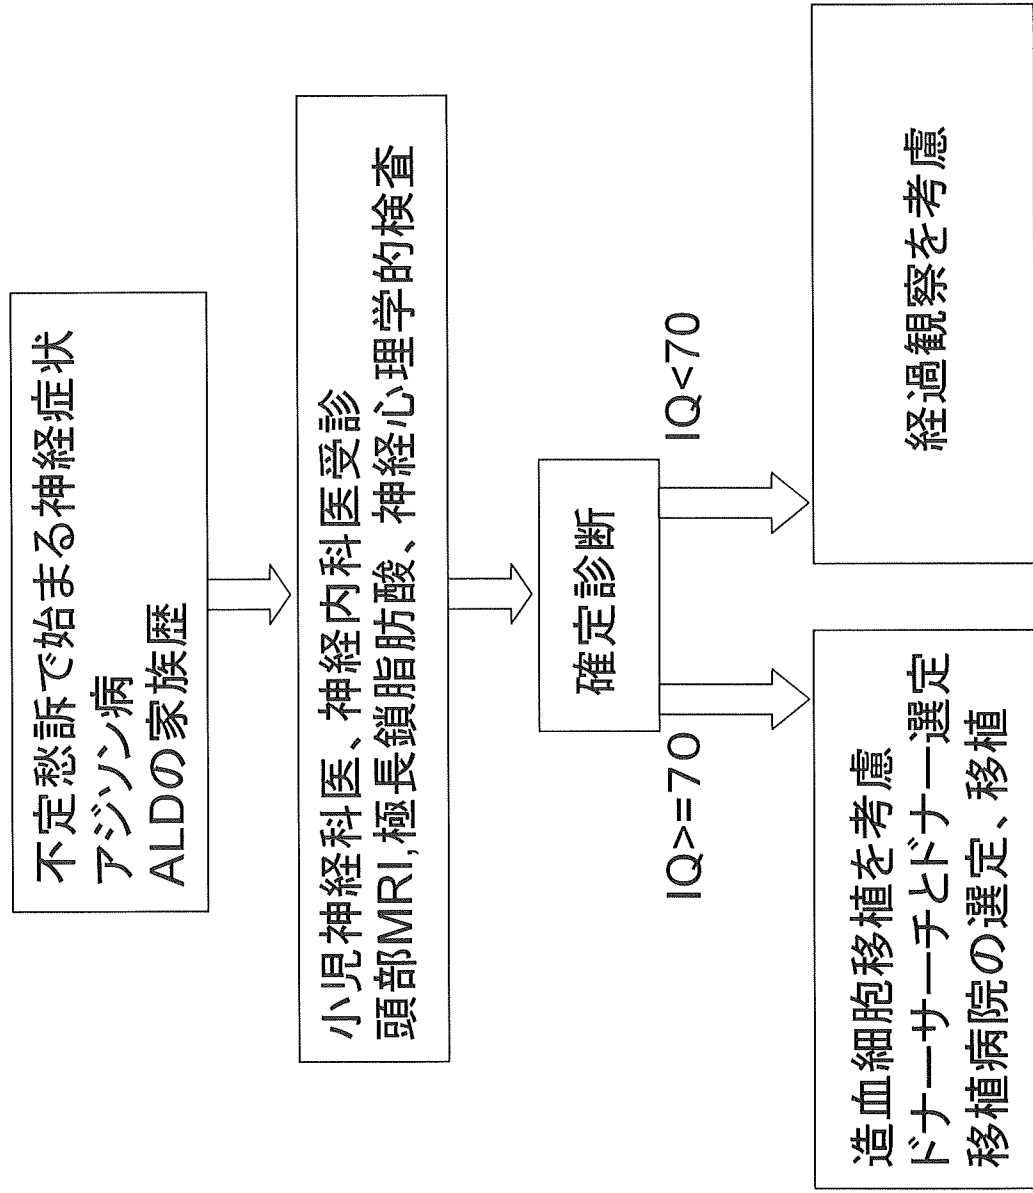 不定愁訴で始まる神経症状
アジソン病
ALDの家族歴
小児神経科医、神経内科医受診
頭部MRI,極長鎖脂肪酸、神経心理学的検査
確定診断
IQ>=70
IQ<70
造血細胞移植を考慮
ドナーサーチとドナー選定
移植病院の選定、移植
経過観察を考慮